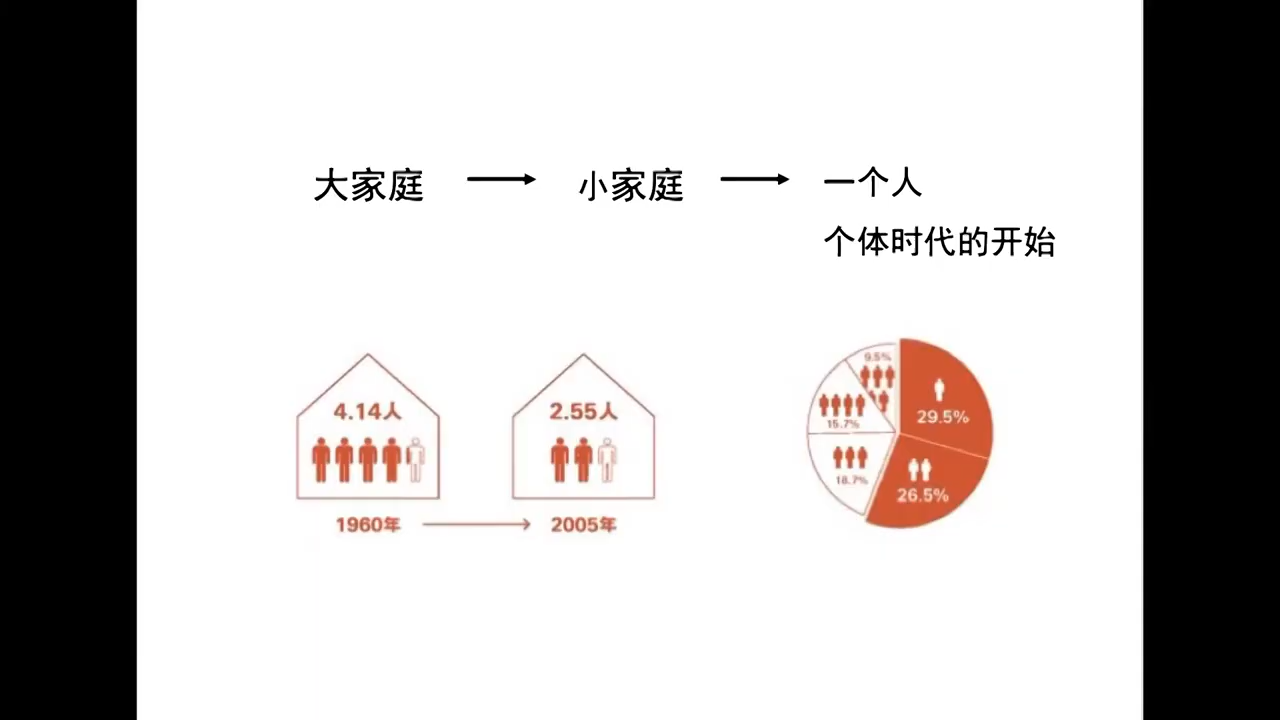 大家庭 小家庭 一个人
个体时代的开始
4.14人 2.55人
1960年 2005年
9.5%
29.5%
15.7%
18.7%
26.5%